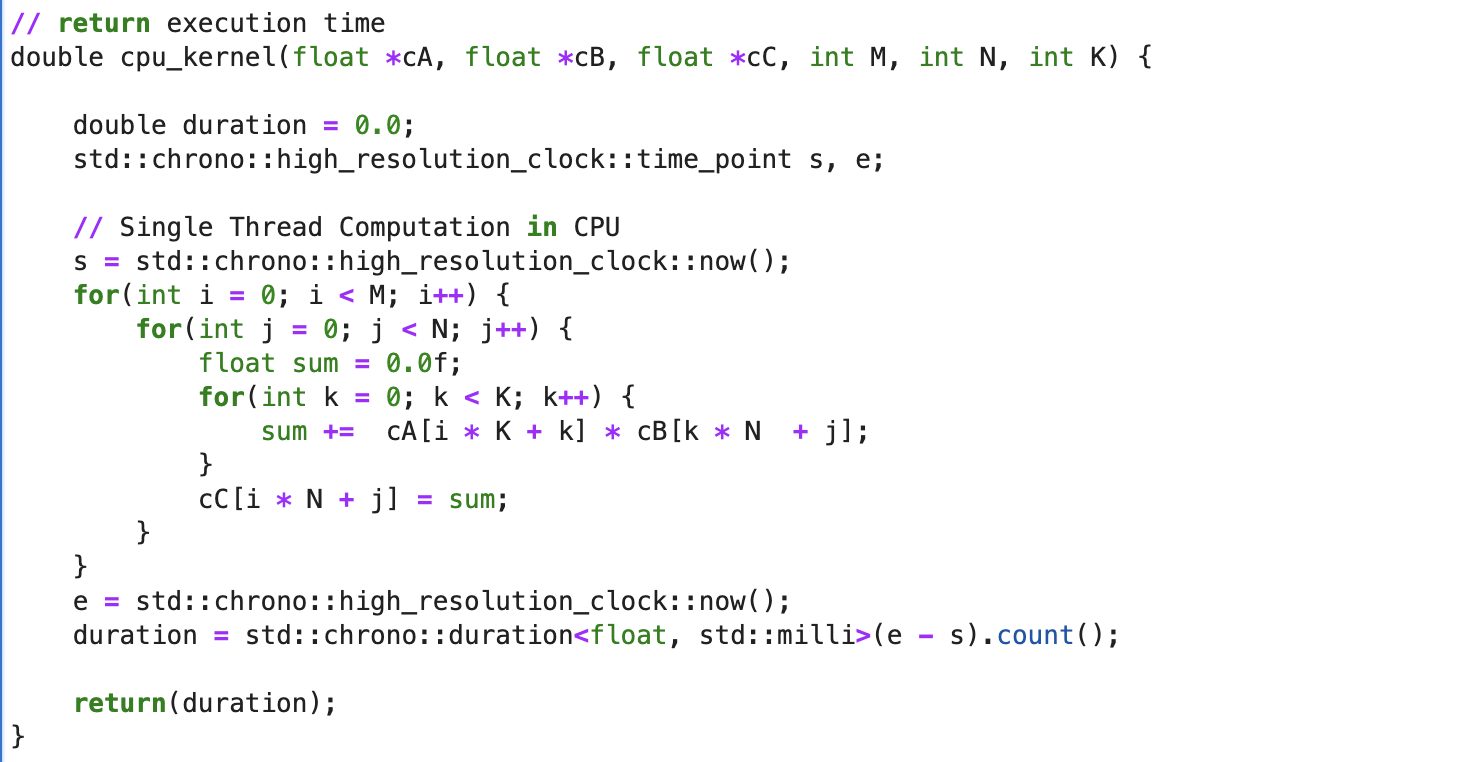 // return execution time
double cpu_kernel(float *cA, float *cB, float *cC, int M, int N, int K) {

    double duration = 0.0;
    std::chrono::high_resolution_clock::time_point s, e;

    // Single Thread Computation in CPU
    s = std::chrono::high_resolution_clock::now();
    for(int i = 0; i < M; i++) {
        for(int j = 0; j < N; j++) {
            float sum = 0.0f;
            for(int k = 0; k < K; k++) {
                sum +=  cA[i * K + k] * cB[k * N  + j];
            }
            cC[i * N + j] = sum;
        }
    }
    e = std::chrono::high_resolution_clock::now();
    duration = std::chrono::duration<float, std::milli>(e - s).count();

    return(duration);
}